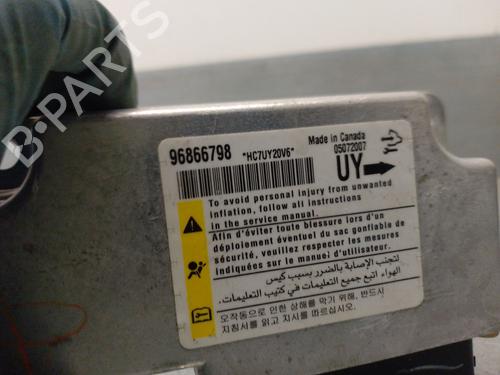 B-PARTS
96866798
*HC7UY20V6*
Made in Canada
05072007
UY
To avoid personal injury from unwanted
inflation, follow all instructions
in the service manual.
Afin d'éviter toute blessure lors d'un
déploiement éventuel du sac gonflable de
sécurité, veuillez respecter les mesures
indiquées sur le manuel d'utilisateur.
لتجنب الإصابة بالضرر بسبب كيس
الهواء اتبع جميع التعليمات في كتيب التعليمات.
오작동으로 인한 상해를 막기 위해, 반드시
지침서를 읽고 지시를 따르십시오.